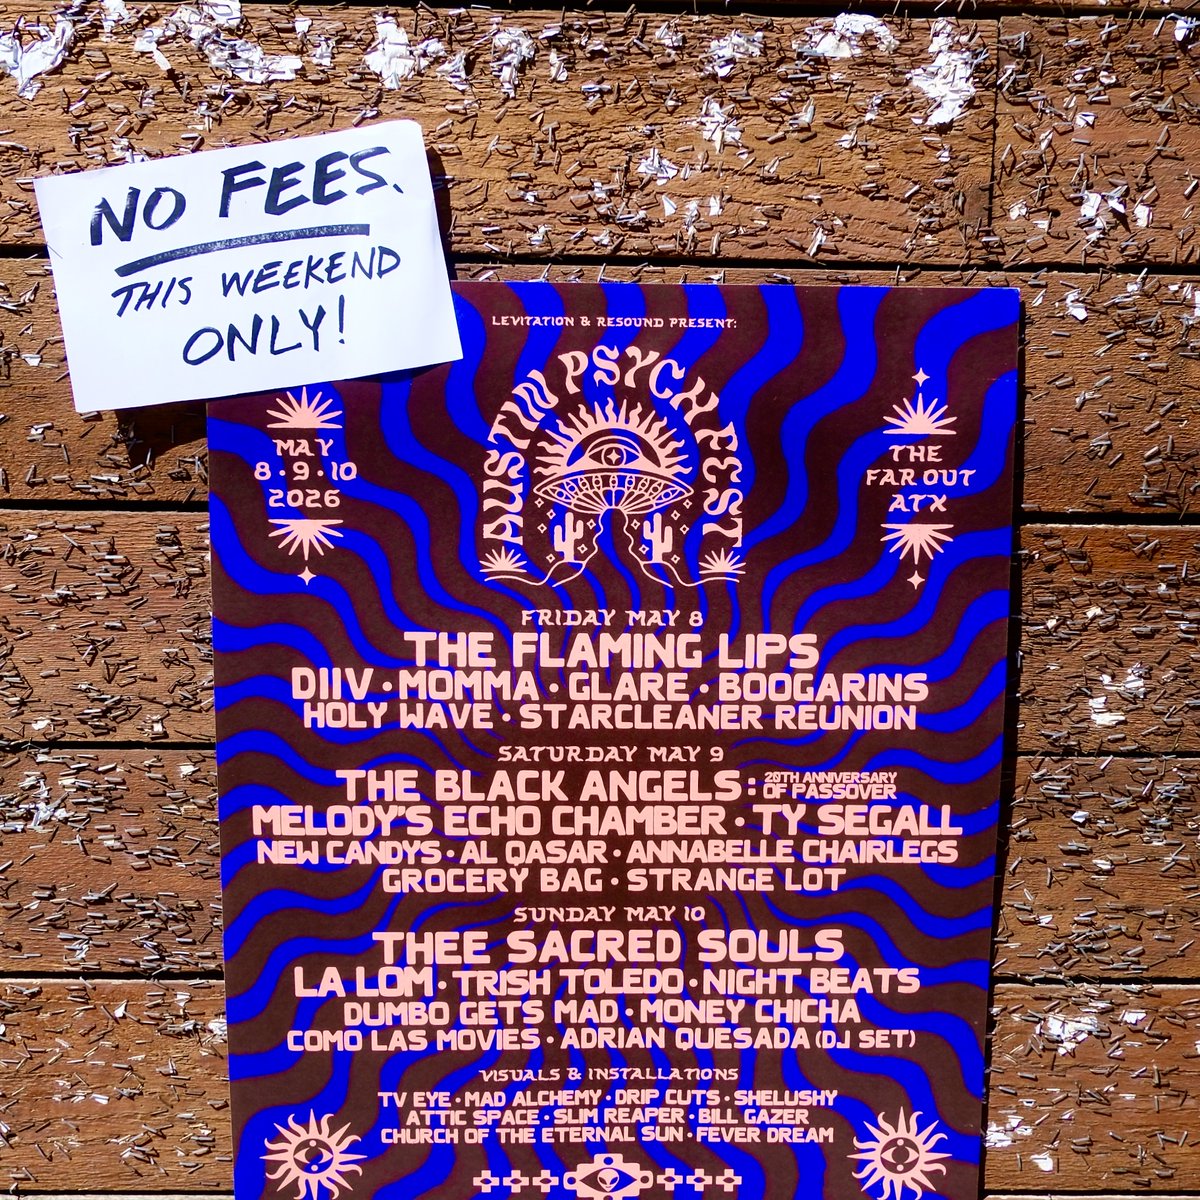 NO FEES.
THIS WEEKEND
ONLY!
LEVITATION & RESOUND PRESENT:
AUSTIN PSYCH FEST
MAY
8·9·10
2026
THE
FAR OUT
ATX
FRIDAY MAY 8
THE FLAMING LIPS
DIIV · MOMMA · GLARE · BOOGARINS
HOLY WAVE · STARCLEANER REUNION
SATURDAY MAY 9
THE BLACK ANGELS: 20TH ANNIVERSARY
OF PASSOVER
MELODY'S ECHO CHAMBER · TY SEGALL
NEW CANDYS · AL QASAR · ANNABELLE CHAIRLEGS
GROCERY BAG · STRANGE LOT
SUNDAY MAY 10
THEE SACRED SOULS
LA LOM · TRISH TOLEDO · NIGHT BEATS
DUMBO GETS MAD · MONEY CHICHA
COMO LAS MOVIES · ADRIAN QUESADA (DJ SET)
VISUALS & INSTALLATIONS
TV EYE · MAD ALCHEMY · DRIP CUTS · SHELUSHY
ATTIC SPACE · SLIM REAPER · BILL GAZER
CHURCH OF THE ETERNAL SUN · FEVER DREAM